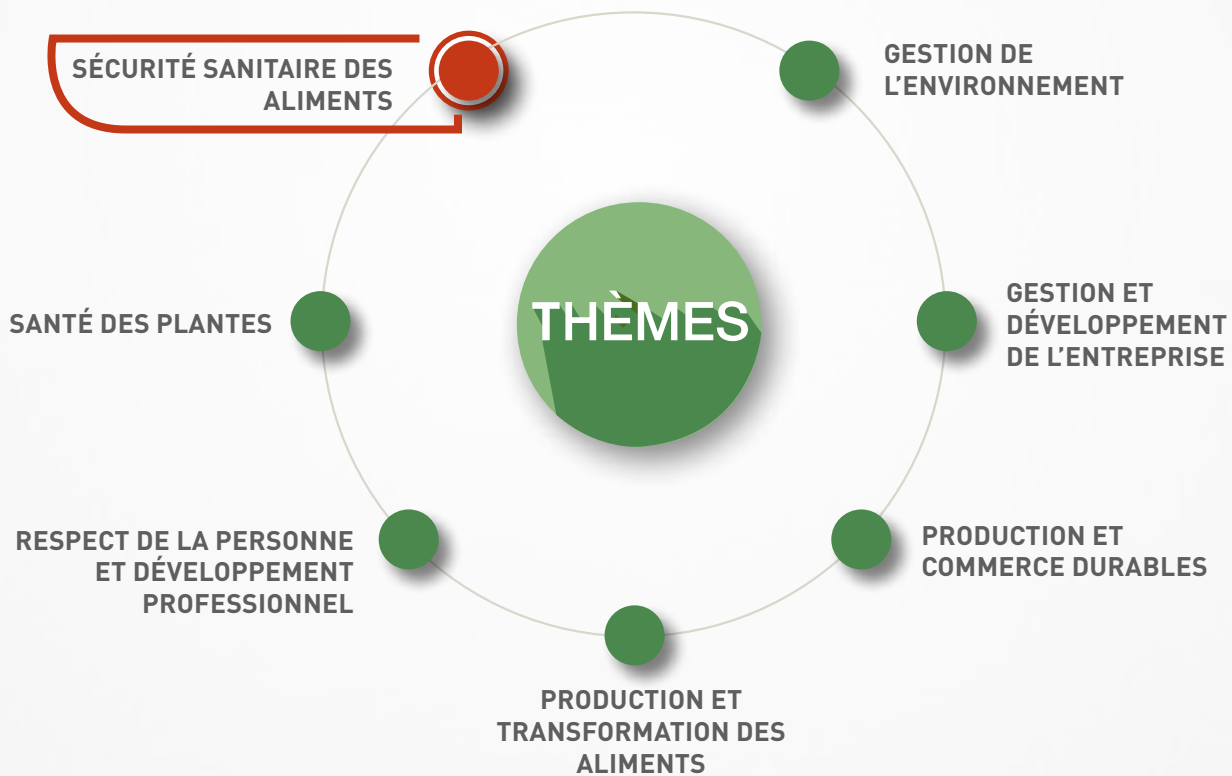 SÉCURITÉ SANITAIRE DES
ALIMENTS
GESTION DE
L'ENVIRONNEMENT
SANTÉ DES PLANTES
THÈMES
GESTION ET
DÉVELOPPEMENT
DE L'ENTREPRISE
RESPECT DE LA PERSONNE
ET DÉVELOPPEMENT
PROFESSIONNEL
PRODUCTION ET
COMMERCE DURABLES
PRODUCTION ET
TRANSFORMATION DES
ALIMENTS